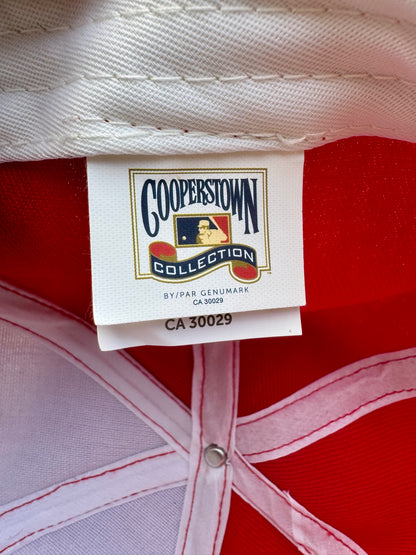 COOPERSTOWN
COLLECTION
BY/PAR GENUMARK
CA 30029
CA 30029